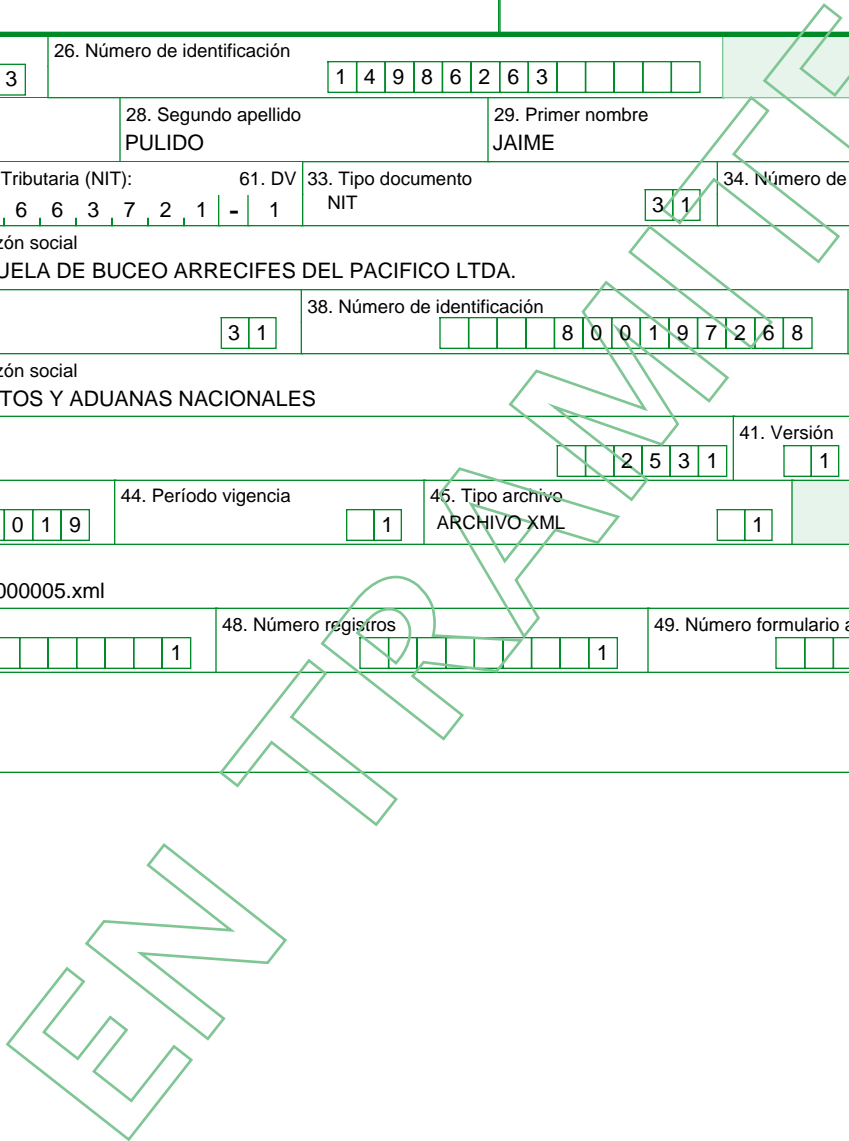 26. Número de identificación
3 1 4 9 8 6 2 6 3
28. Segundo apellido 29. Primer nombre
PULIDO JAIME
Tributaria (NIT): 61. DV 33. Tipo documento 34. Número de
6 6 3 7 2 1 - 1 NIT 3 1
zón social
UELA DE BUCEO ARRECIFES DEL PACIFICO LTDA.
38. Número de identificación
3 1 8 0 0 1 9 7 2 6 8
zón social
TOS Y ADUANAS NACIONALES
41. Versión
2 5 3 1 1
44. Período vigencia 45. Tipo archivo
0 1 9 1 ARCHIVO XML 1
000005.xml
48. Número registros 49. Número formulario a
1 1
EN TRAMITE